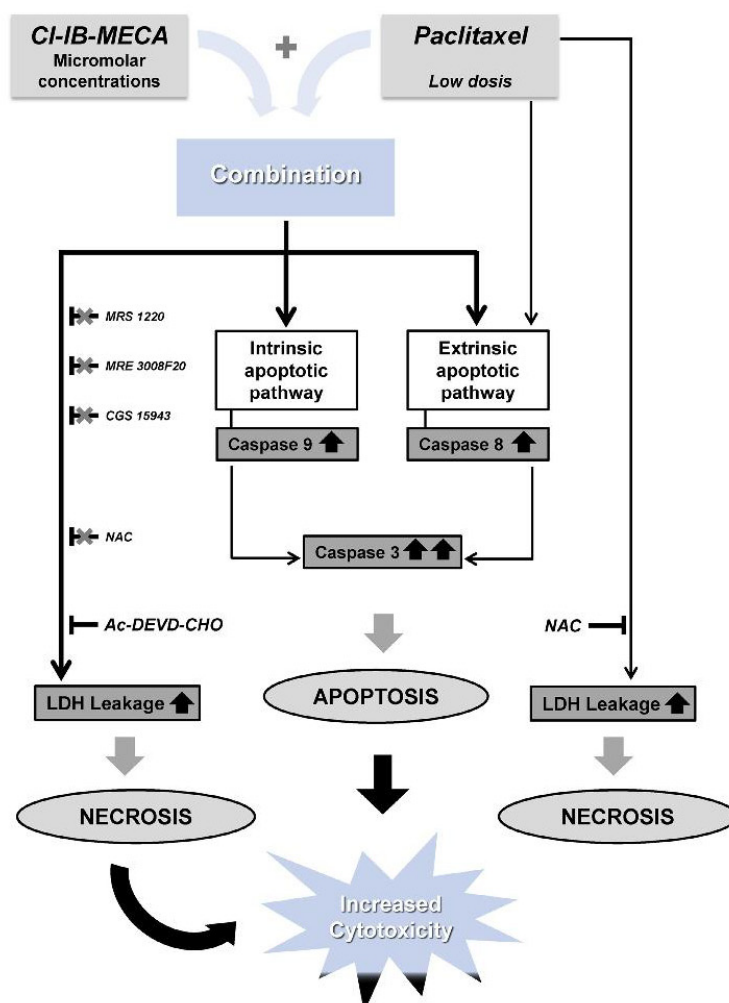 Cl-IB-MECA
Micromolar
concentrations
+
Paclitaxel
Low dosis
Combination
MRS 1220
MRE 3008F20
CGS 15943
NAC
Ac-DEVD-CHO
Intrinsic
apoptotic
pathway
Caspase 9
Extrinsic
apoptotic
pathway
Caspase 8
Caspase 3
NAC
LDH Leakage
APOPTOSIS
LDH Leakage
NECROSIS
NECROSIS
Increased
Cytotoxicity